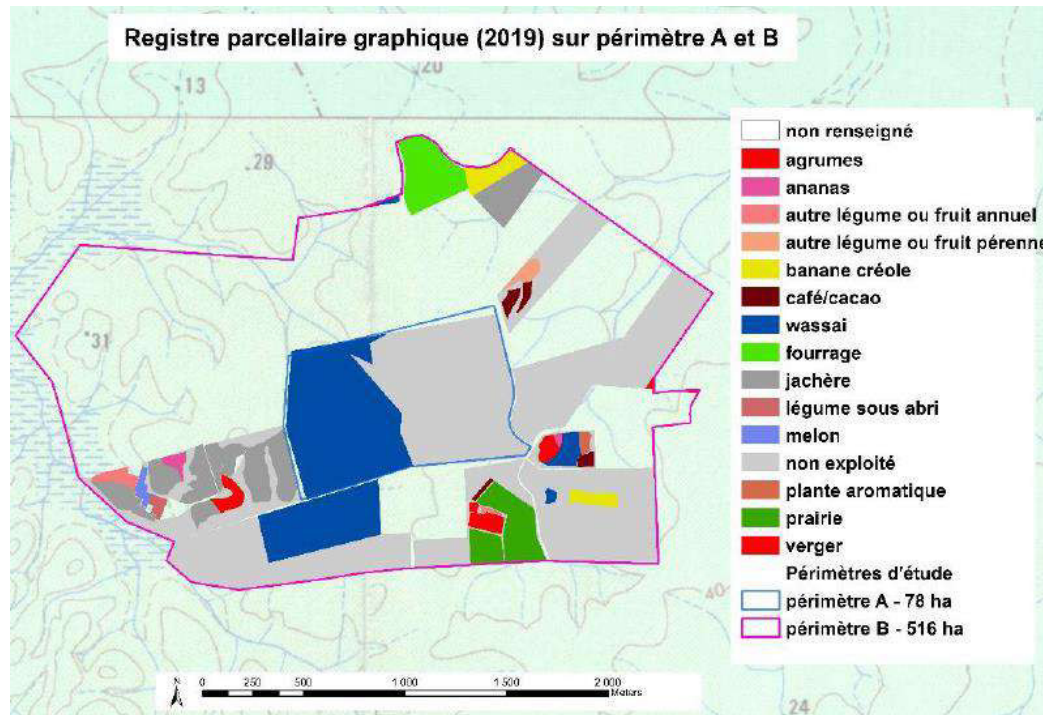 Registre parcellaire graphique (2019) sur périmètre A et B
20
13
29
31
non renseigné
agrumes
ananas
autre légume ou fruit annuel
autre légume ou fruit pérenne
banane créole
café/cacao
wassai
fourrage
jachère
légume sous abri
melon
non exploité
plante aromatique
prairie
verger
Périmètres d'étude
périmètre A - 78 ha
périmètre B - 516 ha
40
N
0 250 500 1 000 1 500 2 000
Meters
24